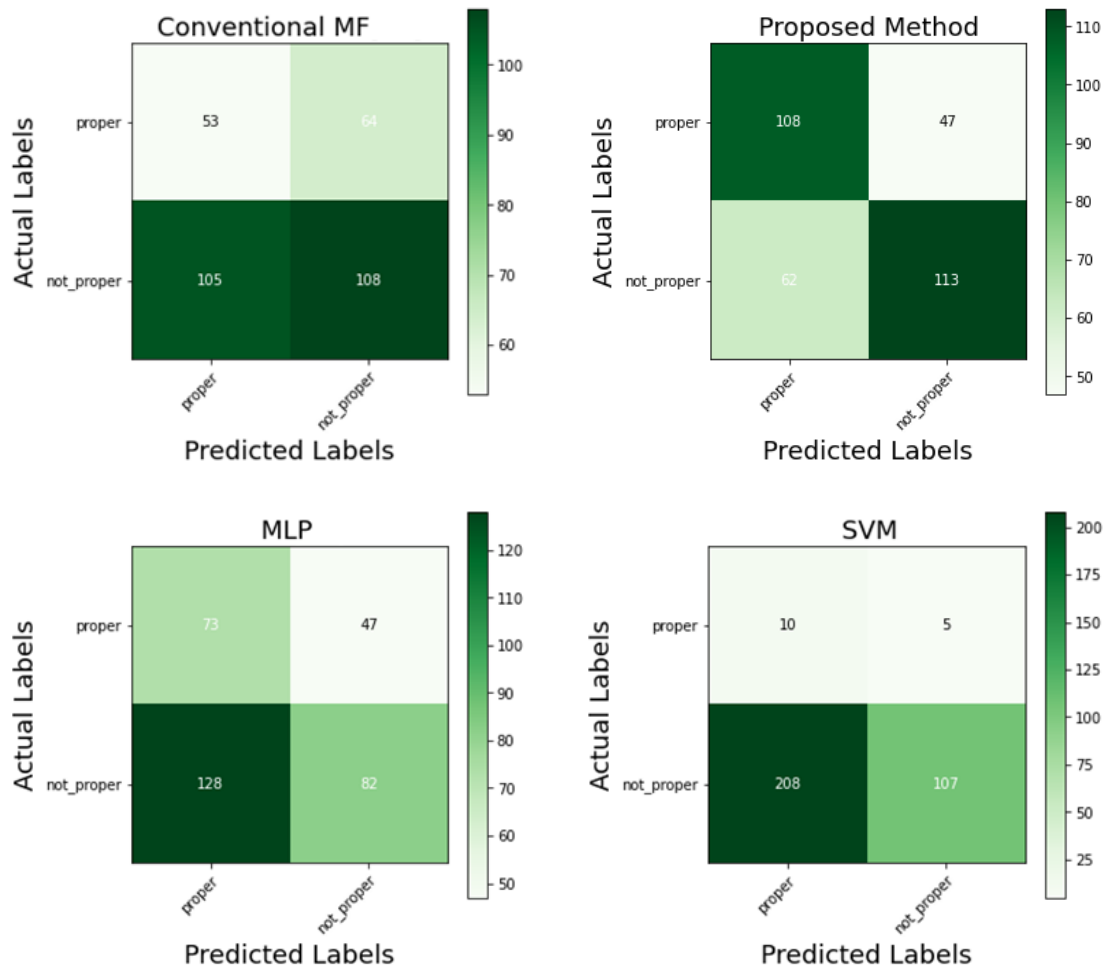 Conventional MF
Actual Labels
proper
not_proper
53
64
105
108
proper
not_proper
Predicted Labels
100
90
80
70
60
Proposed Method
Actual Labels
proper
not_proper
108
47
62
113
proper
not_proper
Predicted Labels
110
100
90
80
70
60
50
MLP
Actual Labels
proper
not_proper
73
47
128
82
proper
not_proper
Predicted Labels
120
110
100
90
80
70
60
50
SVM
Actual Labels
proper
not_proper
10
5
208
107
proper
not_proper
Predicted Labels
200
175
150
125
100
75
50
25